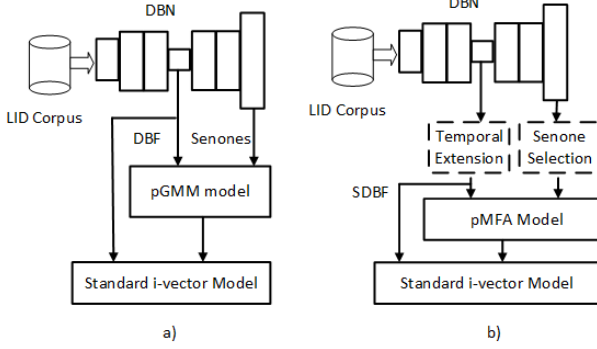 DBN
LID Corpus
DBF
Senones
pGMM model
Standard i-vector Model
a)
DBN
LID Corpus
Temporal
Extension
Senone
Selection
SDBF
pMFA Model
Standard i-vector Model
b)